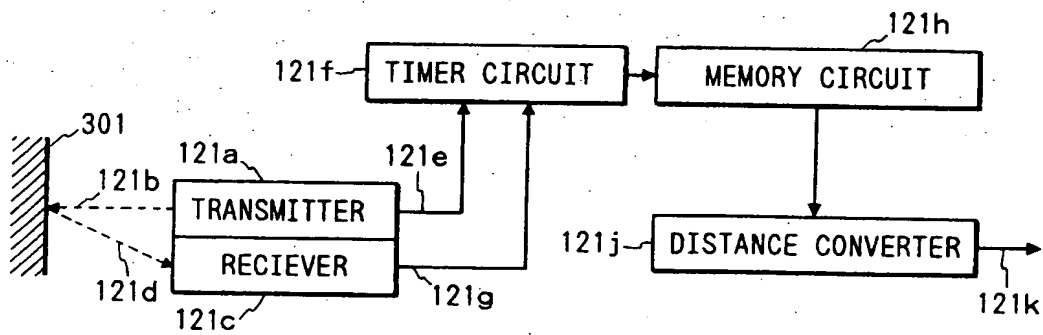 121h
121f
TIMER CIRCUIT
MEMORY CIRCUIT
301
121a
121e
121b
TRANSMITTER
121j
DISTANCE CONVERTER
RECIEVER
121d
121g
121k
121c